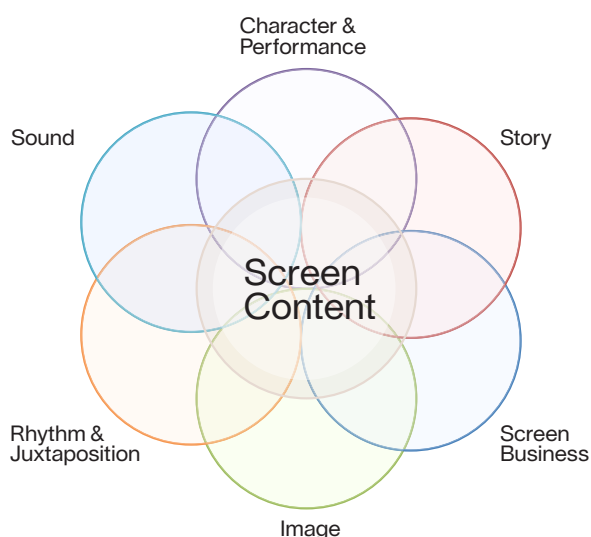 Character &
Performance
Sound
Story
Screen
Content
Rhythm &
Juxtaposition
Screen
Business
Image